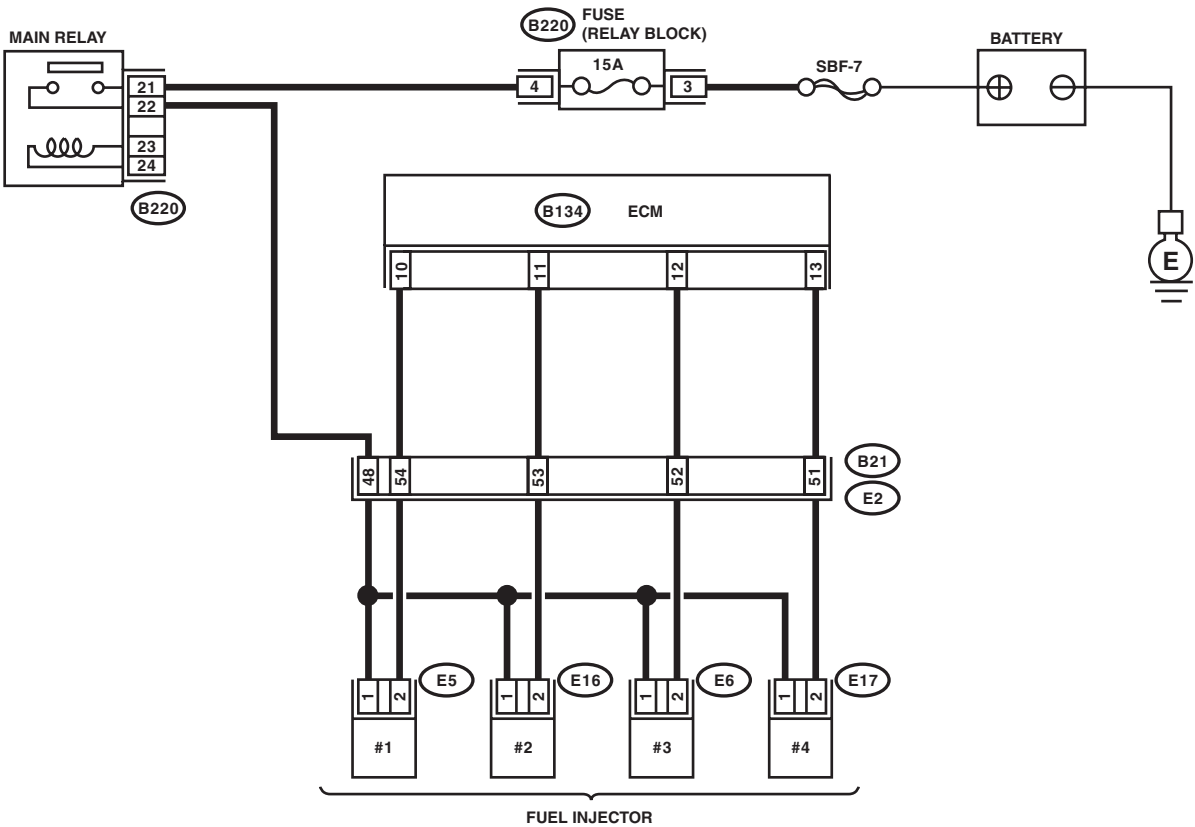 B220 FUSE
(RELAY BLOCK)
MAIN RELAY
BATTERY
15A
SBF-7
21
22
23
24
4
3
B220
B134 ECM
E
10 11 12 13
48 54 53 52 51
B21
E2
1 2 E5
1 2 E16
1 2 E6
1 2 E17
#1 #2 #3 #4
FUEL INJECTOR